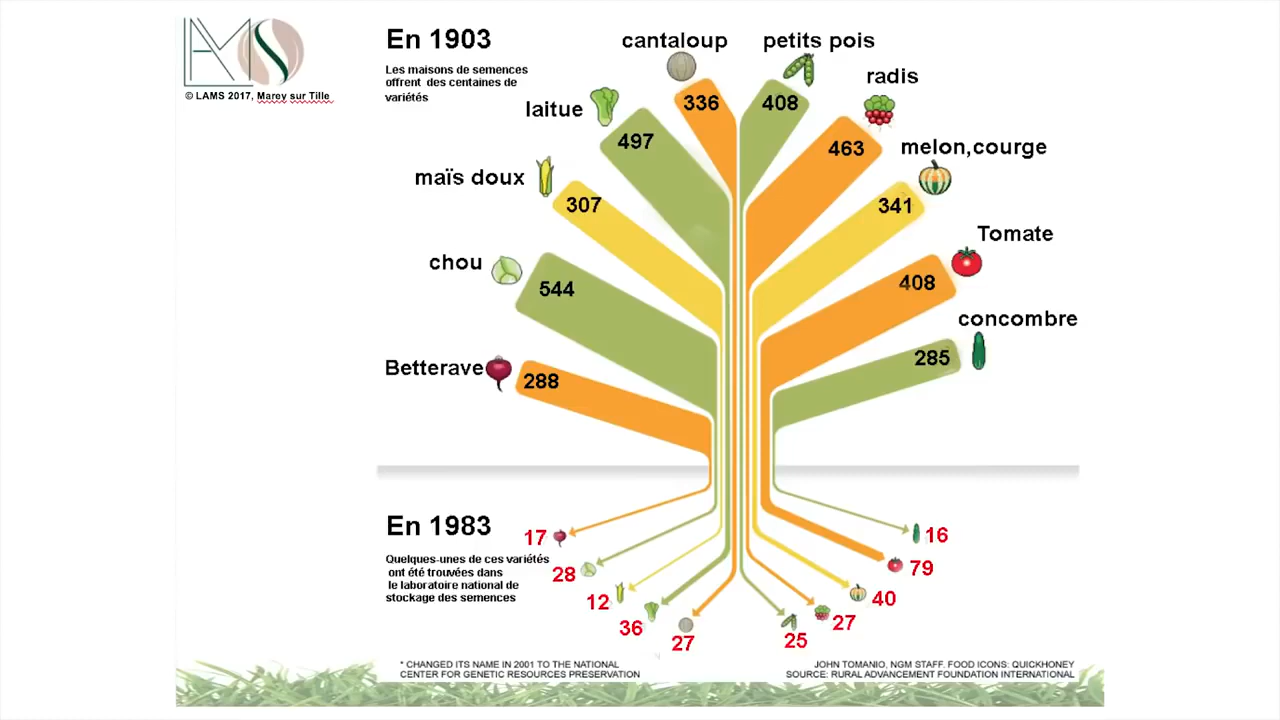 LAMS
© LAMS 2017, Marey sur Tille
En 1903
Les maisons de semences
offrent des centaines de
variétés
cantaloup
petits pois
radis
laitue
melon,courge
maïs doux
Tomate
chou
concombre
Betterave
336
408
497
463
307
341
544
408
285
288
En 1983
Quelques-unes de ces variétés
ont été trouvées dans
le laboratoire national de
stockage des semences
17
28
12
36
27
25
27
40
79
16
* CHANGED ITS NAME IN 2001 TO THE NATIONAL
CENTER FOR GENETIC RESOURCES PRESERVATION
JOHN TOMANIO, NGM STAFF. FOOD ICONS: QUICKHONEY
SOURCE: RURAL ADVANCEMENT FOUNDATION INTERNATIONAL